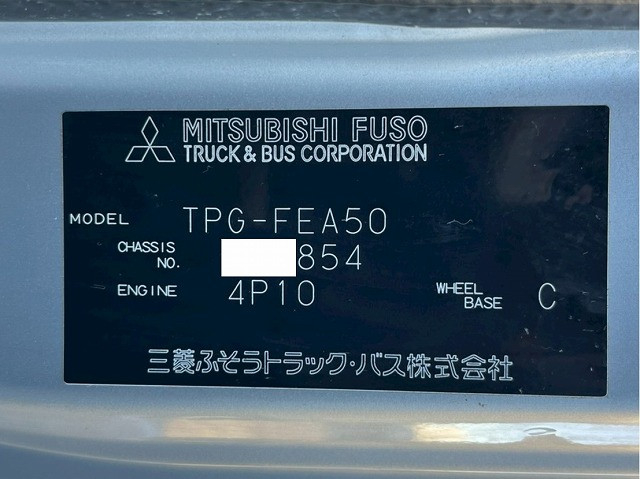 MITSUBISHI FUSO
TRUCK & BUS CORPORATION
MODEL TPG-FEA50
CHASSIS NO. 854
ENGINE 4P10 WHEEL BASE C
三菱ふそうトラック・バス株式会社